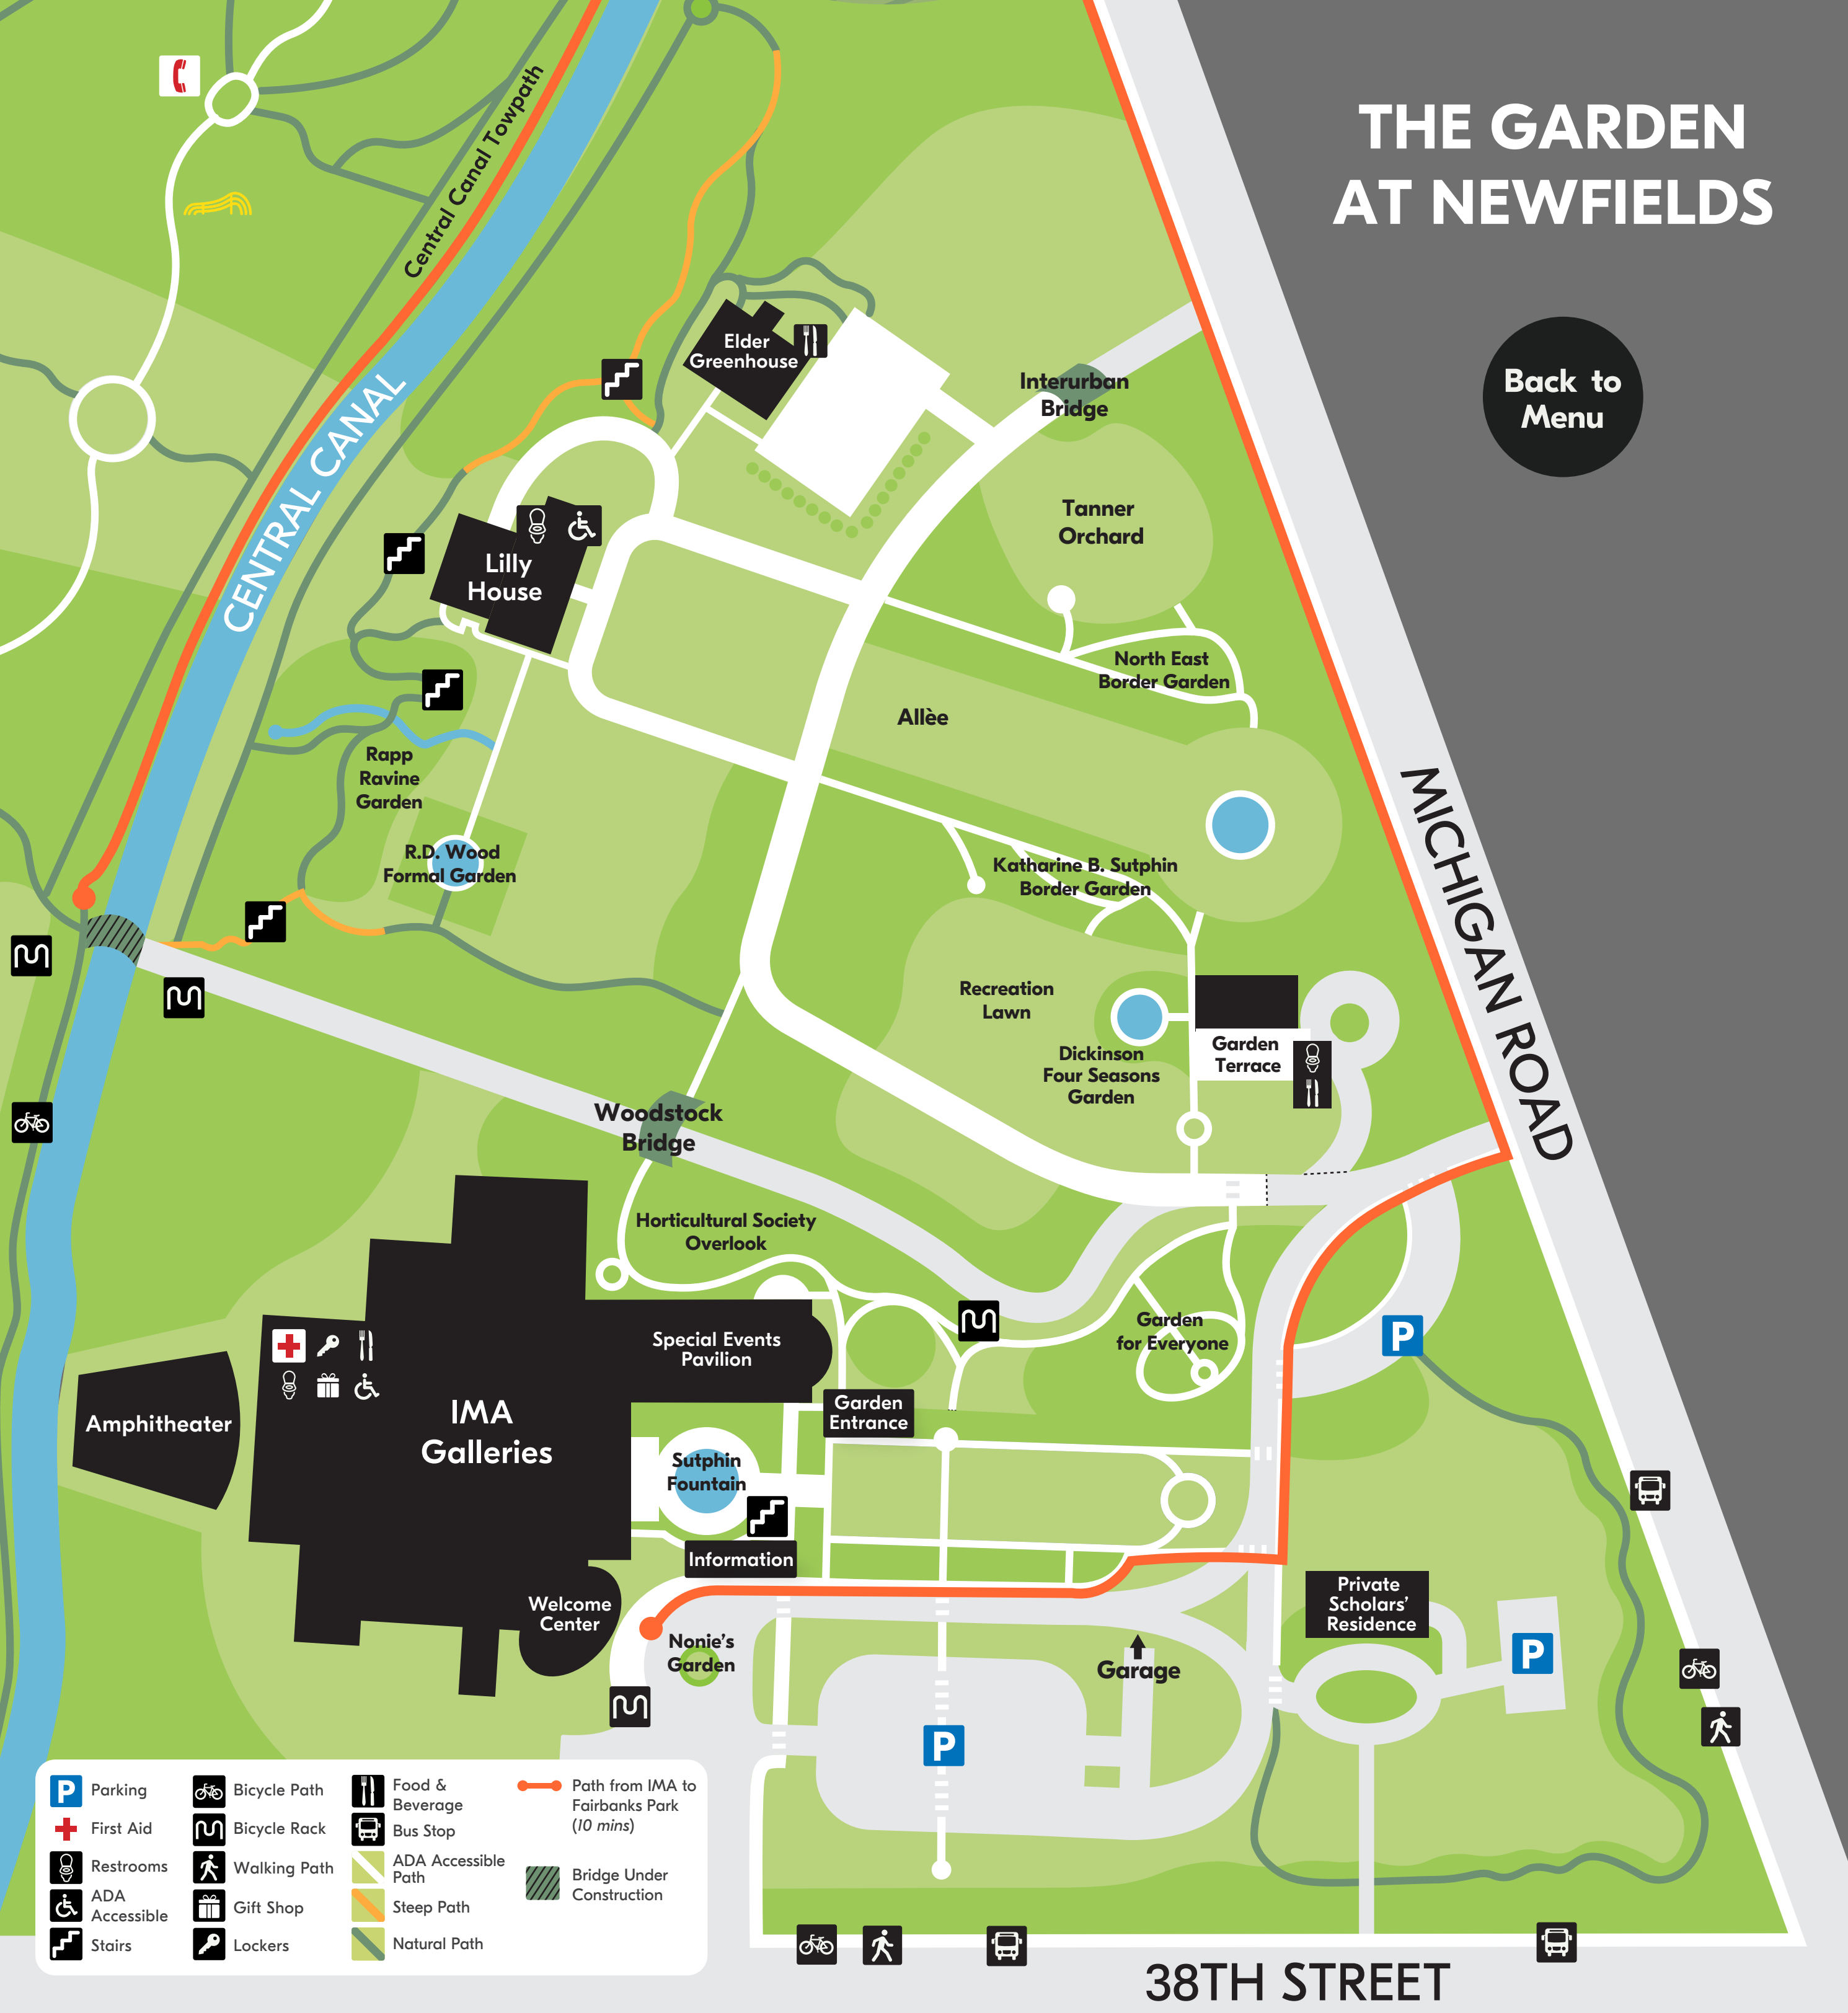 THE GARDEN
AT NEWFIELDS
Back to
Menu
Central Canal Towpath
CENTRAL CANAL
Elder
Greenhouse
Interurban
Bridge
Tanner
Orchard
Lilly
House
North East
Border Garden
Allèe
Rapp
Ravine
Garden
R.D. Wood
Formal Garden
Katharine B. Sutphin
Border Garden
MICHIGAN ROAD
Recreation
Lawn
Garden
Terrace
Dickinson
Four Seasons
Garden
Woodstock
Bridge
Horticultural Society
Overlook
Garden
for Everyone
P
Special Events
Pavilion
Garden
Entrance
Amphitheater
IMA
Galleries
Sutphin
Fountain
Information
Welcome
Center
Nonie's
Garden
Garage
Private
Scholars'
Residence
P
P
P Parking
First Aid
Restrooms
ADA
Accessible
Stairs
Bicycle Path
Bicycle Rack
Walking Path
Gift Shop
Lockers
Food &
Beverage
Bus Stop
ADA Accessible
Path
Steep Path
Natural Path
Path from IMA to
Fairbanks Park
(10 mins)
Bridge Under
Construction
38TH STREET